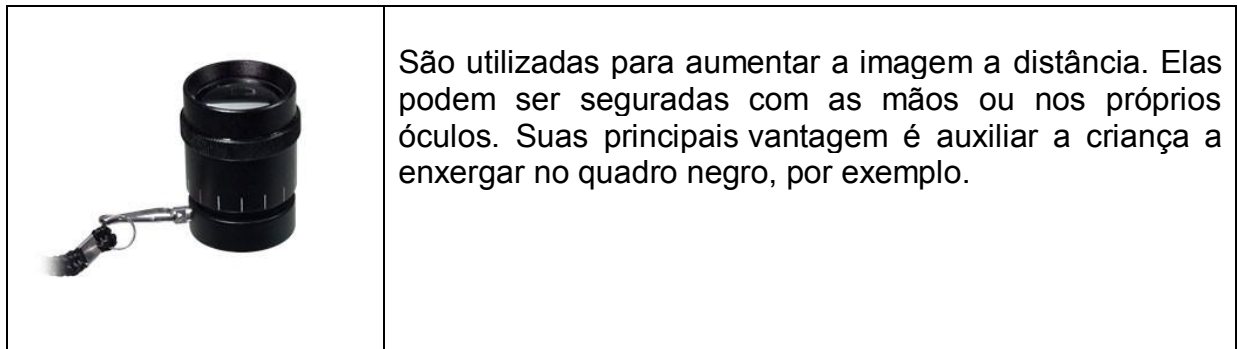 São utilizadas para aumentar a imagem a distância. Elas
podem ser seguradas com as mãos ou nos próprios
óculos. Suas principais vantagem é auxiliar a criança a
enxergar no quadro negro, por exemplo.